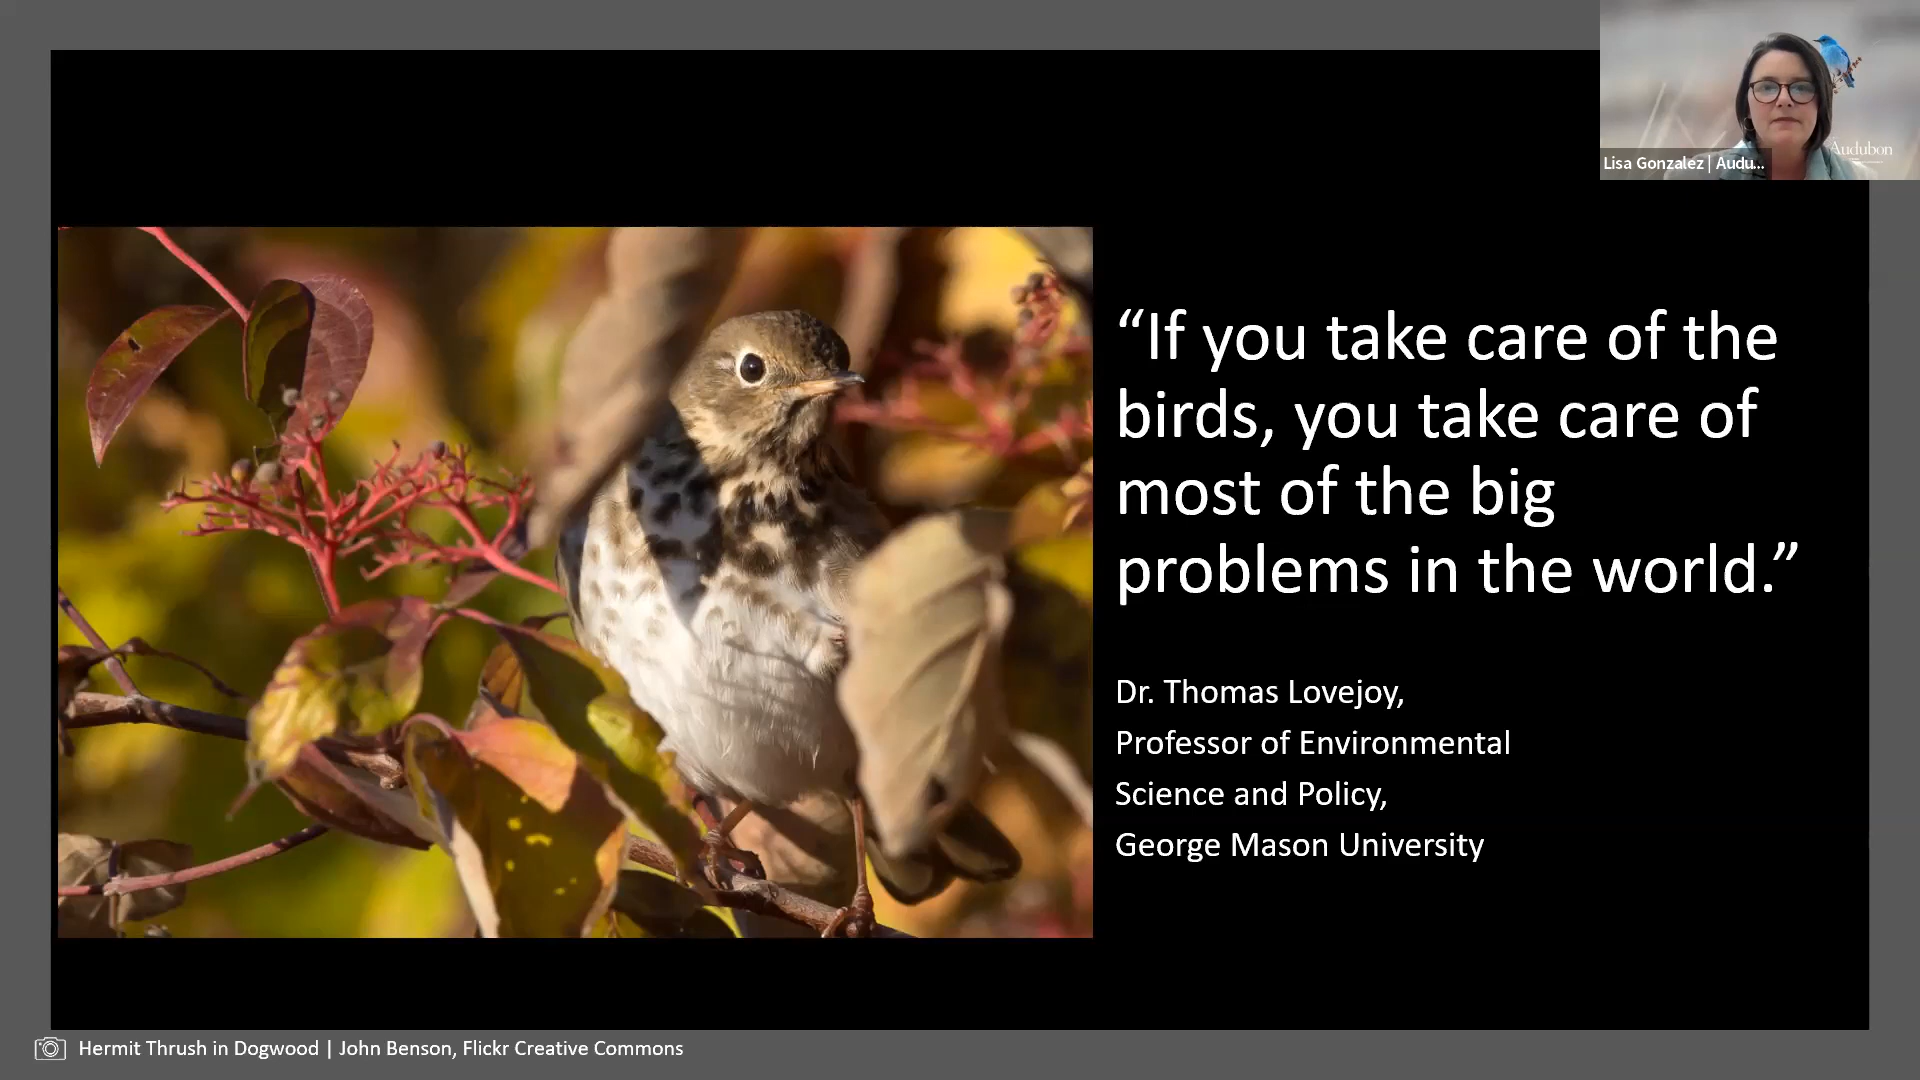 Audubon
Lisa Gonzalez | Audu...
“If you take care of the
birds, you take care of
most of the big
problems in the world.”
Dr. Thomas Lovejoy,
Professor of Environmental
Science and Policy,
George Mason University
Hermit Thrush in Dogwood | John Benson, Flickr Creative Commons